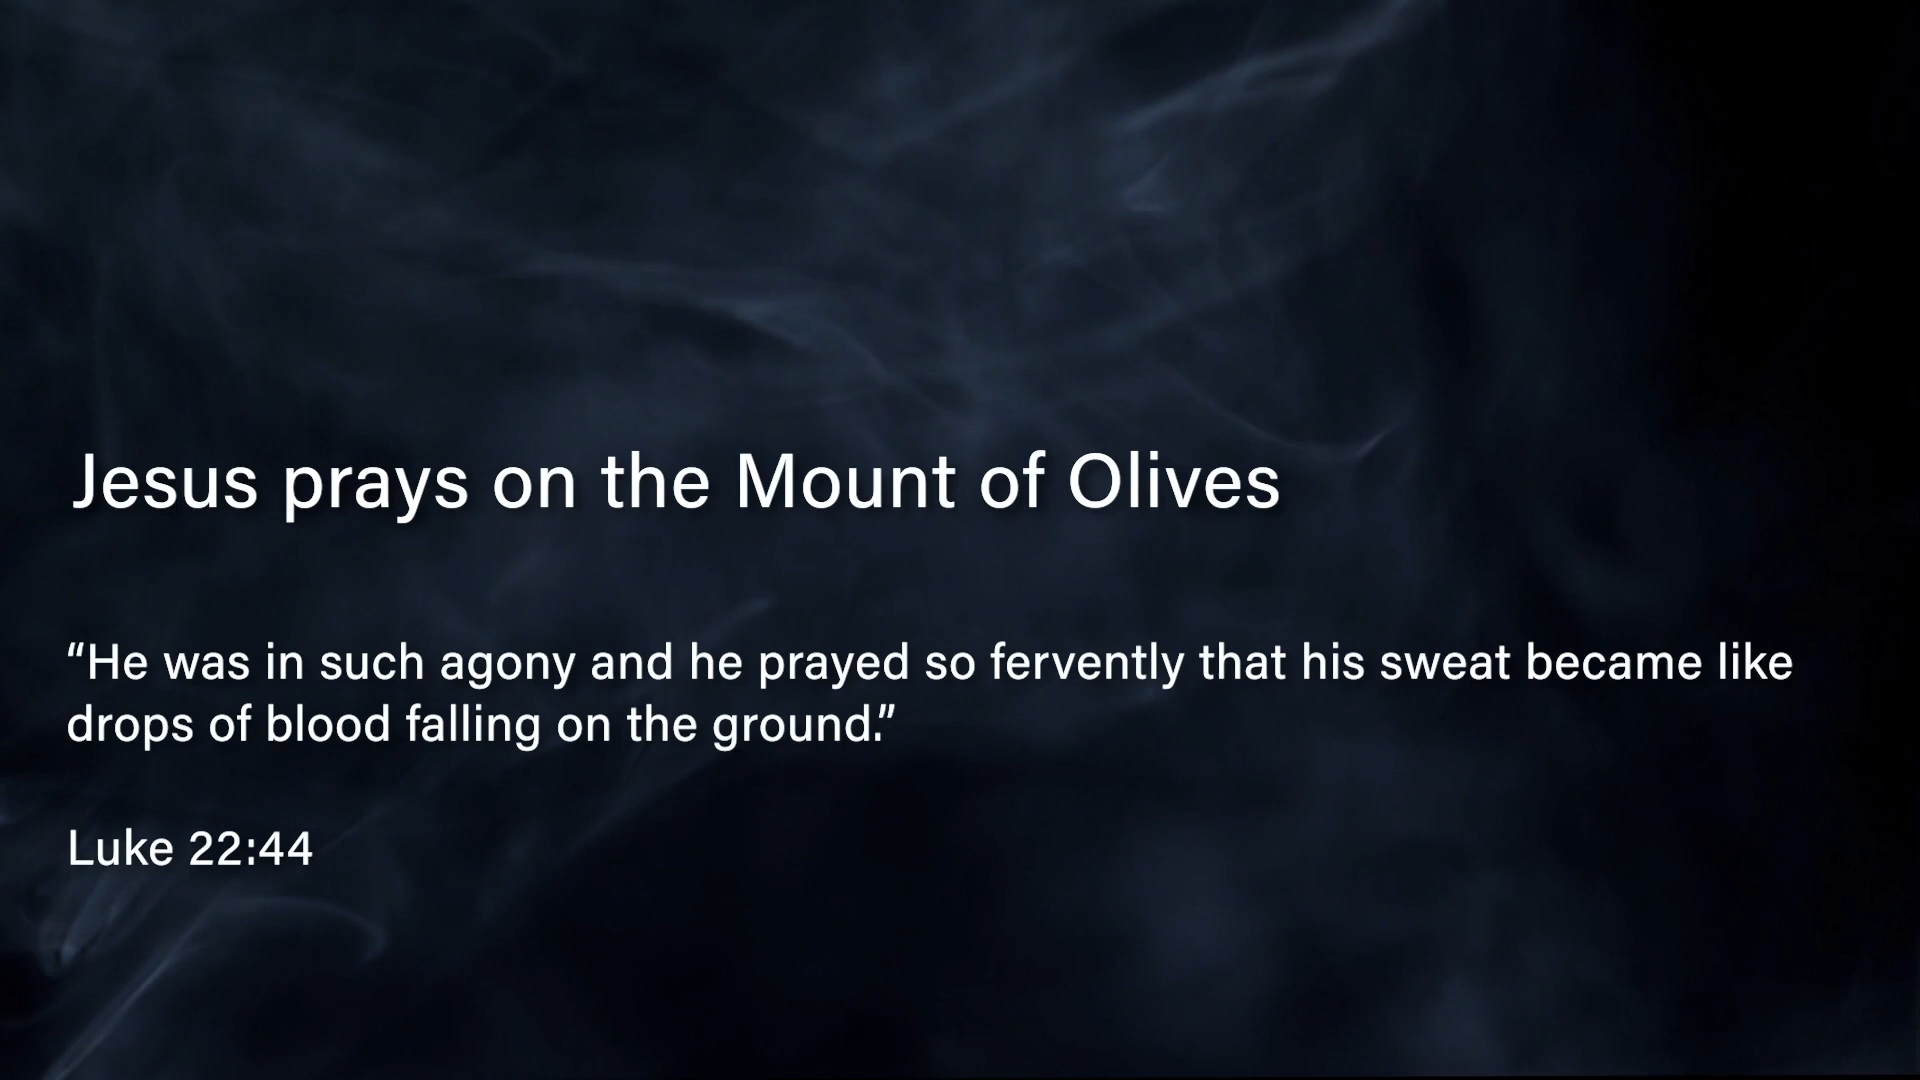 Jesus prays on the Mount of Olives
“He was in such agony and he prayed so fervently that his sweat became like
drops of blood falling on the ground.”
Luke 22:44